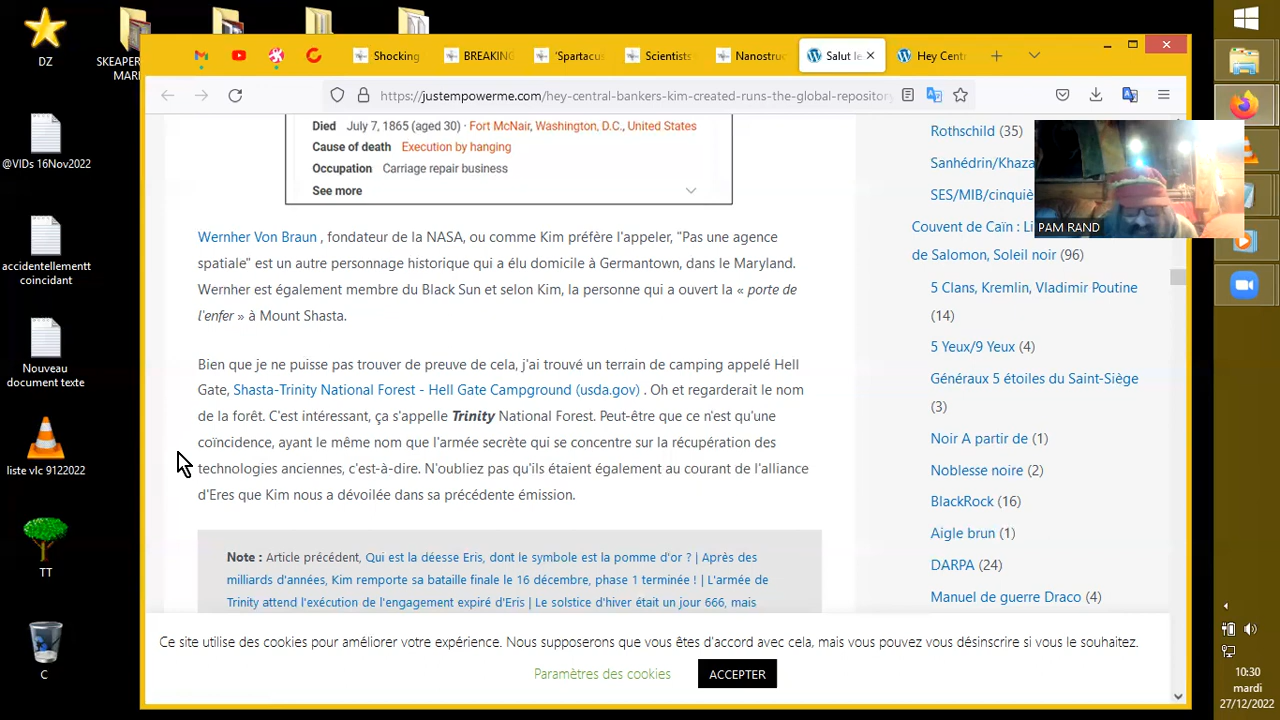 DZ
SKEAPER
MARI
@VIDs 16Nov2022
accidentellementt
coincidant
Nouveau
document texte
liste vlc 9122022
TT
C
Shocking
BREAKING
'Spartacus
Scientists
Nanostruc
Salut le
Hey Centr
https://justempowerme.com/hey-central-bankers-kim-created-runs-the-global-repository
Died July 7, 1865 (aged 30) · Fort McNair, Washington, D.C., United States
Cause of death Execution by hanging
Occupation Carriage repair business
See more
Wernher Von Braun , fondateur de la NASA, ou comme Kim préfère l'appeler, "Pas une agence
spatiale" est un autre personnage historique qui a élu domicile à Germantown, dans le Maryland.
Wernher est également membre du Black Sun et selon Kim, la personne qui a ouvert la « porte de
l'enfer » à Mount Shasta.
Bien que je ne puisse pas trouver de preuve de cela, j'ai trouvé un terrain de camping appelé Hell
Gate, Shasta-Trinity National Forest - Hell Gate Campground (usda.gov) . Oh et regarderait le nom
de la forêt. C'est intéressant, ça s'appelle Trinity National Forest. Peut-être que ce n'est qu'une
coïncidence, ayant le même nom que l'armée secrète qui se concentre sur la récupération des
technologies anciennes, c'est-à-dire. N'oubliez pas qu'ils étaient également au courant de l'alliance
d'Eres que Kim nous a dévoilée dans sa précédente émission.
Note : Article précédent, Qui est la déesse Eris, dont le symbole est la pomme d'or ? | Après des
milliards d'années, Kim remporte sa bataille finale le 16 décembre, phase 1 terminée ! | L'armée de
Trinity attend l'exécution de l'engagement expiré d'Eris | Le solstice d'hiver était un jour 666, mais
Rothschild (35)
Sanhédrin/Khaza
SES/MIB/cinquiè
PAM RAND
Couvent de Caïn : Li
de Salomon, Soleil noir (96)
5 Clans, Kremlin, Vladimir Poutine
(14)
5 Yeux/9 Yeux (4)
Généraux 5 étoiles du Saint-Siège
(3)
Noir A partir de (1)
Noblesse noire (2)
BlackRock (16)
Aigle brun (1)
DARPA (24)
Manuel de guerre Draco (4)
Ce site utilise des cookies pour améliorer votre expérience. Nous supposerons que vous êtes d'accord avec cela, mais vous pouvez vous désinscrire si vous le souhaitez.
Paramètres des cookies
ACCEPTER
10:30
mardi
27/12/2022